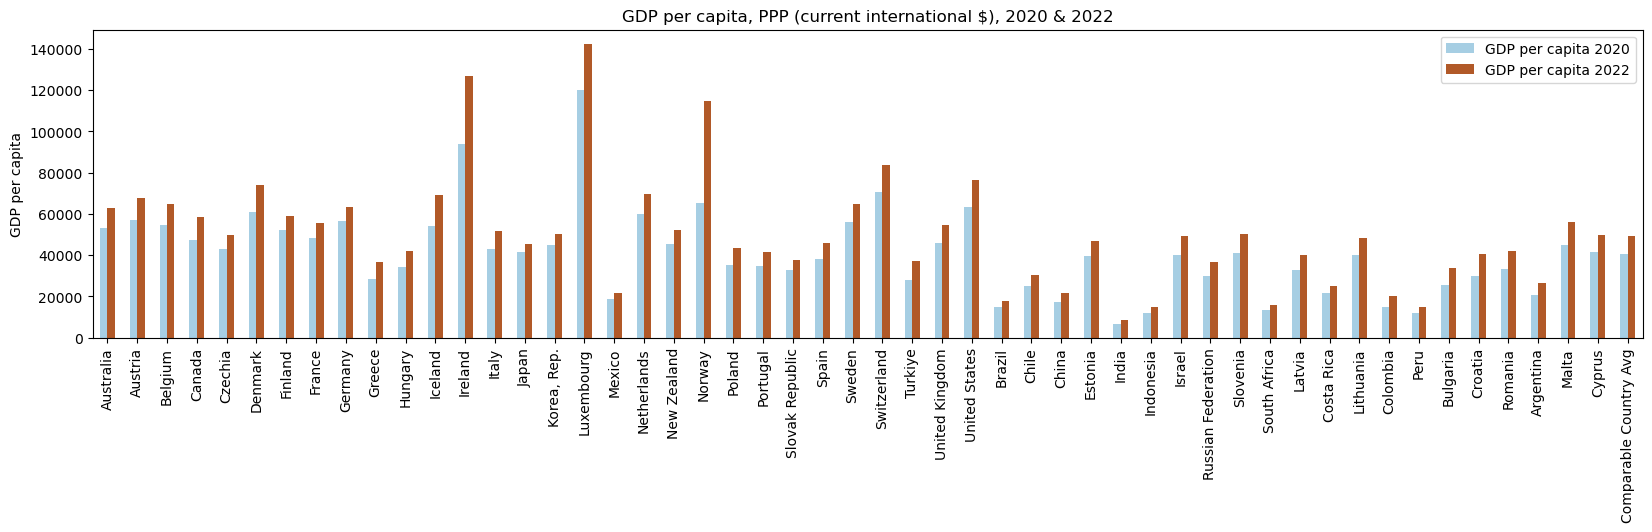 GDP per capita, PPP (current international $), 2020 & 2022
GDP per capita 2020
GDP per capita 2022
GDP per capita
140000
120000
100000
80000
60000
40000
20000
0
Australia
Austria
Belgium
Canada
Czechia
Denmark
Finland
France
Germany
Greece
Hungary
Iceland
Ireland
Italy
Japan
Korea, Rep.
Luxembourg
Mexico
Netherlands
New Zealand
Norway
Poland
Portugal
Slovak Republic
Spain
Sweden
Switzerland
Turkiye
United Kingdom
United States
Brazil
Chile
China
Estonia
India
Indonesia
Israel
Russian Federation
Slovenia
South Africa
Latvia
Costa Rica
Lithuania
Colombia
Peru
Bulgaria
Croatia
Romania
Argentina
Malta
Cyprus
Comparable Country Avg